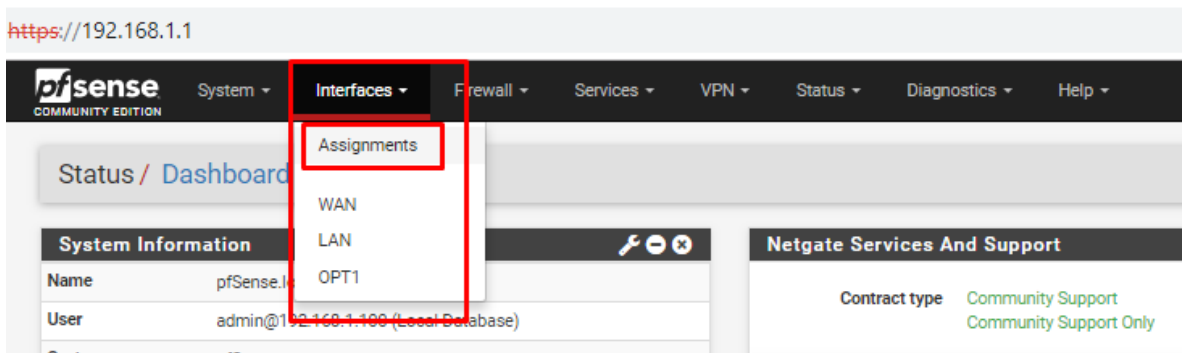 https://192.168.1.1
pfsense
COMMUNITY EDITION
System
Interfaces
Firewall
Services
VPN
Status
Diagnostics
Help
Assignments
WAN
LAN
OPT1
Status / Dashboard
System Information
Name
User admin@192.168.1.100 (Local Database)
Netgate Services And Support
Contract type Community Support
Community Support Only